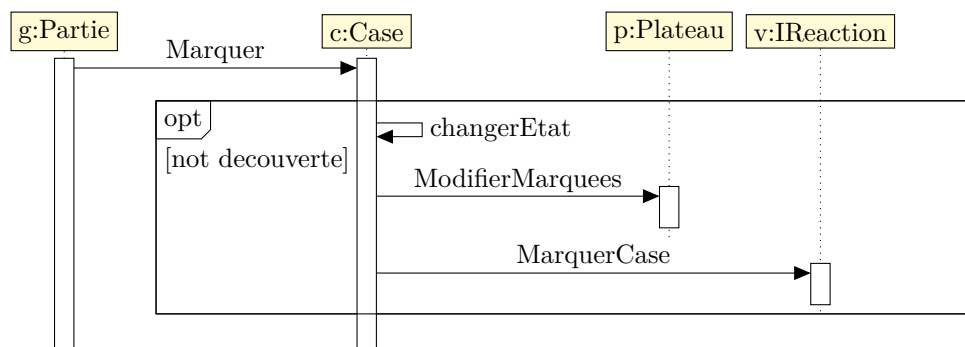 g:Partie
c:Case
p:Plateau
v:IReaction
Marquer
opt
changerEtat
[not decouverte]
ModifierMarquees
MarquerCase